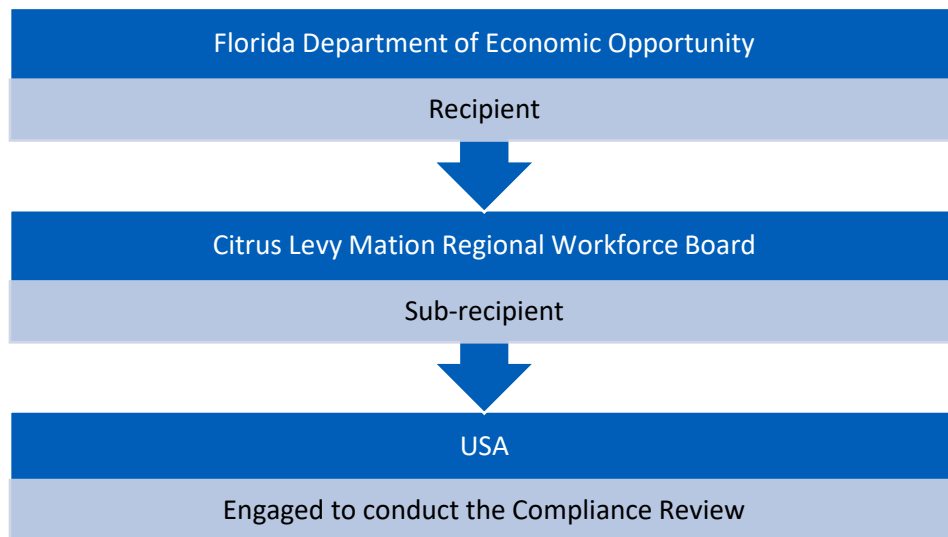 Florida Department of Economic Opportunity
Recipient
Citrus Levy Mation Regional Workforce Board
Sub-recipient
USA
Engaged to conduct the Compliance Review